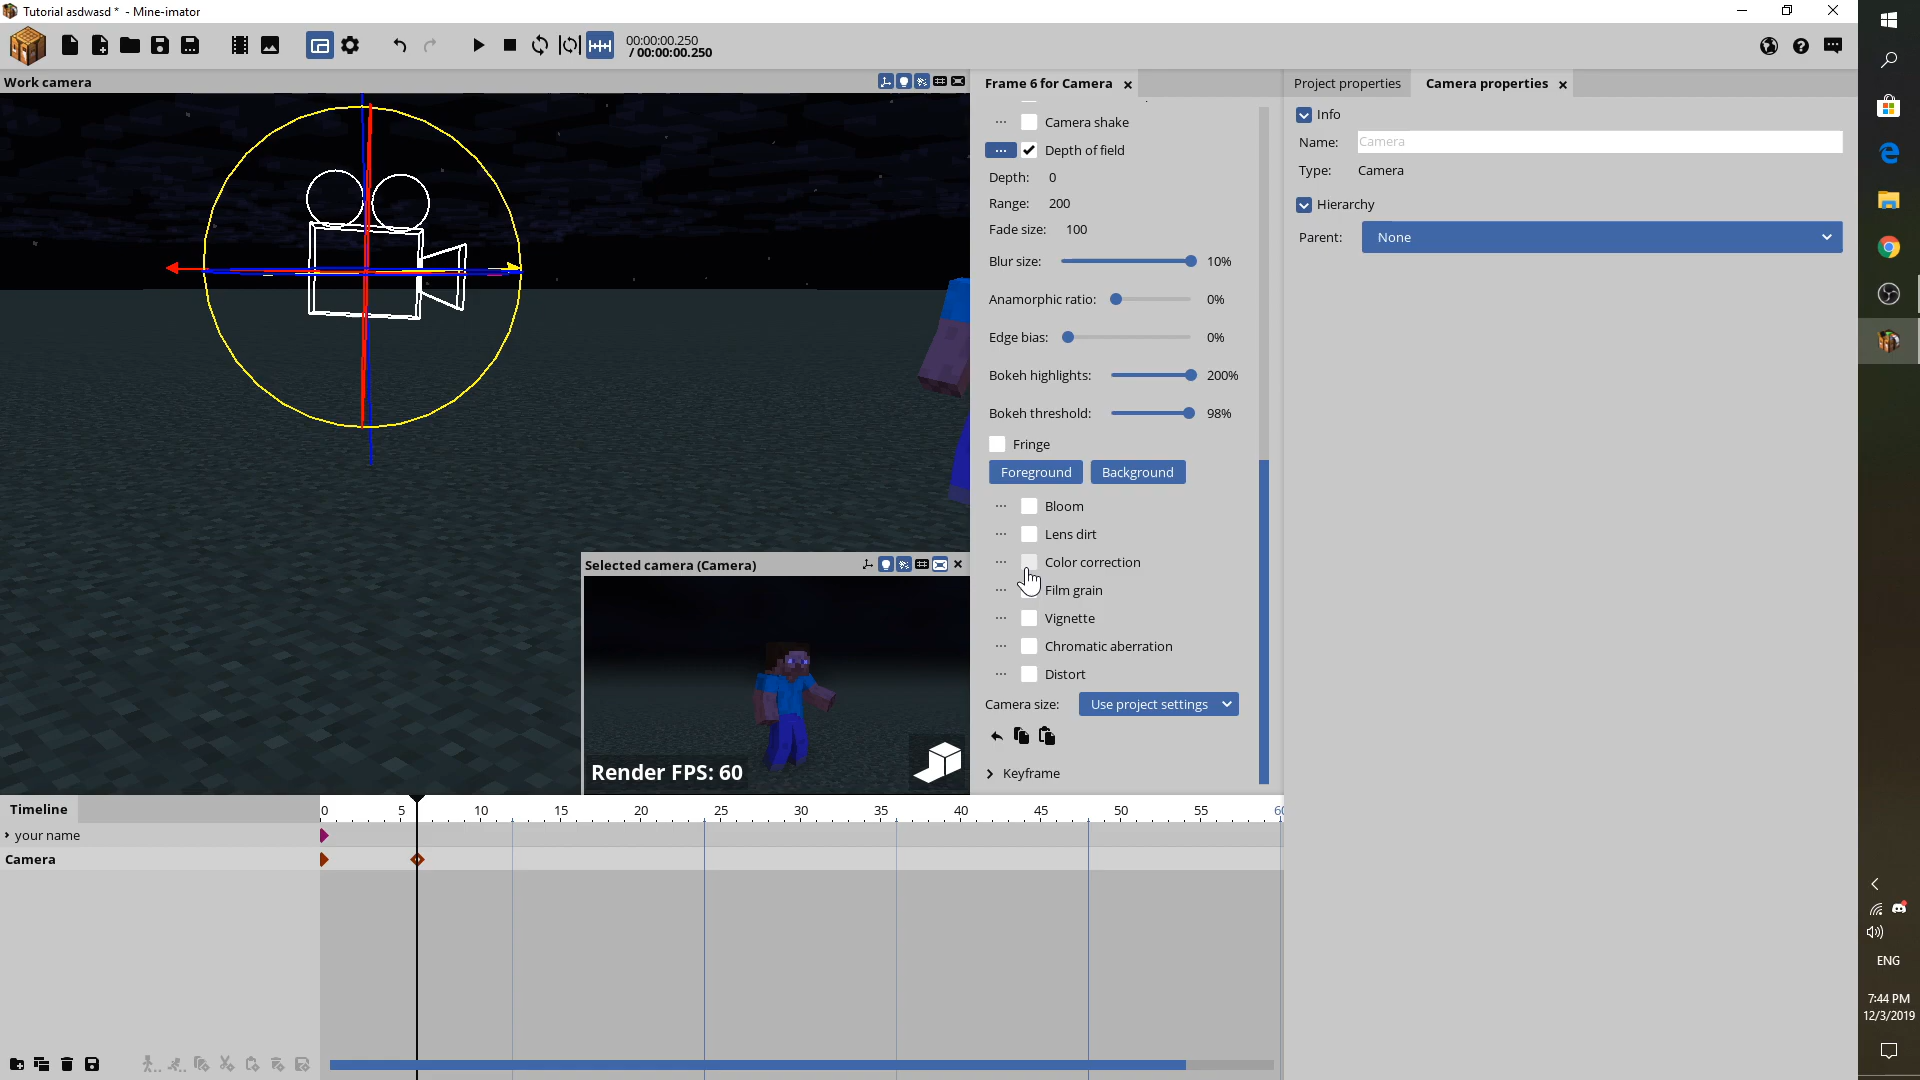 Tutorial asdwasd * - Mine-imator
00:00:00.250
/ 00:00:00.250
Work camera
Frame 6 for Camera
Project properties
Camera properties
Info
Name: Camera
Type: Camera
Hierarchy
Parent: None
Camera shake
Depth of field
Depth: 0
Range: 200
Fade size: 100
Blur size: 10%
Anamorphic ratio: 0%
Edge bias: 0%
Bokeh highlights: 200%
Bokeh threshold: 98%
Fringe
Foreground Background
Bloom
Lens dirt
Color correction
Film grain
Vignette
Chromatic aberration
Distort
Camera size: Use project settings
Keyframe
Selected camera (Camera)
Render FPS: 60
Timeline
0 5 10 15 20 25 30 35 40 45 50 55
your name
Camera
ENG
7:44 PM
12/3/2019